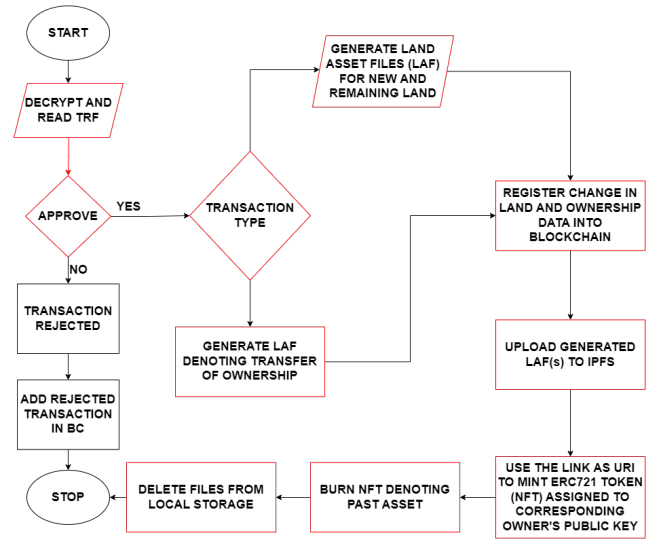 START
DECRYPT AND
READ TRF
APPROVE
YES
NO
TRANSACTION
REJECTED
ADD REJECTED
TRANSACTION
IN BC
STOP
TRANSACTION
TYPE
GENERATE LAND
ASSET FILES (LAF)
FOR NEW AND
REMAINING LAND
GENERATE LAF
DENOTING TRANSFER
OF OWNERSHIP
REGISTER CHANGE IN
LAND AND OWNERSHIP
DATA INTO
BLOCKCHAIN
UPLOAD GENERATED
LAF(s) TO IPFS
USE THE LINK AS URI
TO MINT ERC721 TOKEN
(NFT) ASSIGNED TO
CORRESPONDING
OWNER'S PUBLIC KEY
BURN NFT DENOTING
PAST ASSET
DELETE FILES FROM
LOCAL STORAGE